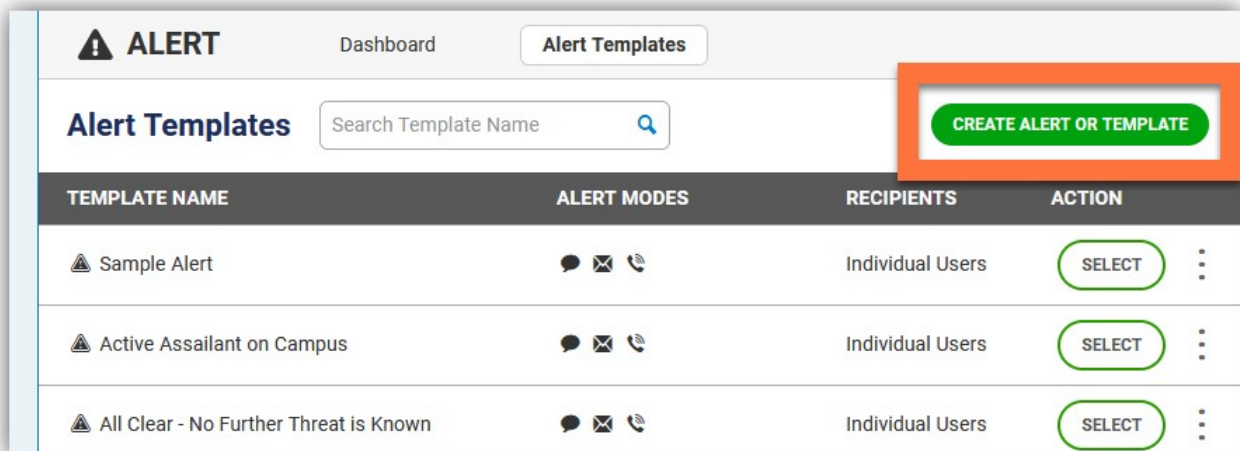 ALERT Dashboard Alert Templates
Alert Templates Search Template Name CREATE ALERT OR TEMPLATE
TEMPLATE NAME ALERT MODES RECIPIENTS ACTION
Sample Alert Individual Users SELECT
Active Assailant on Campus Individual Users SELECT
All Clear - No Further Threat is Known Individual Users SELECT